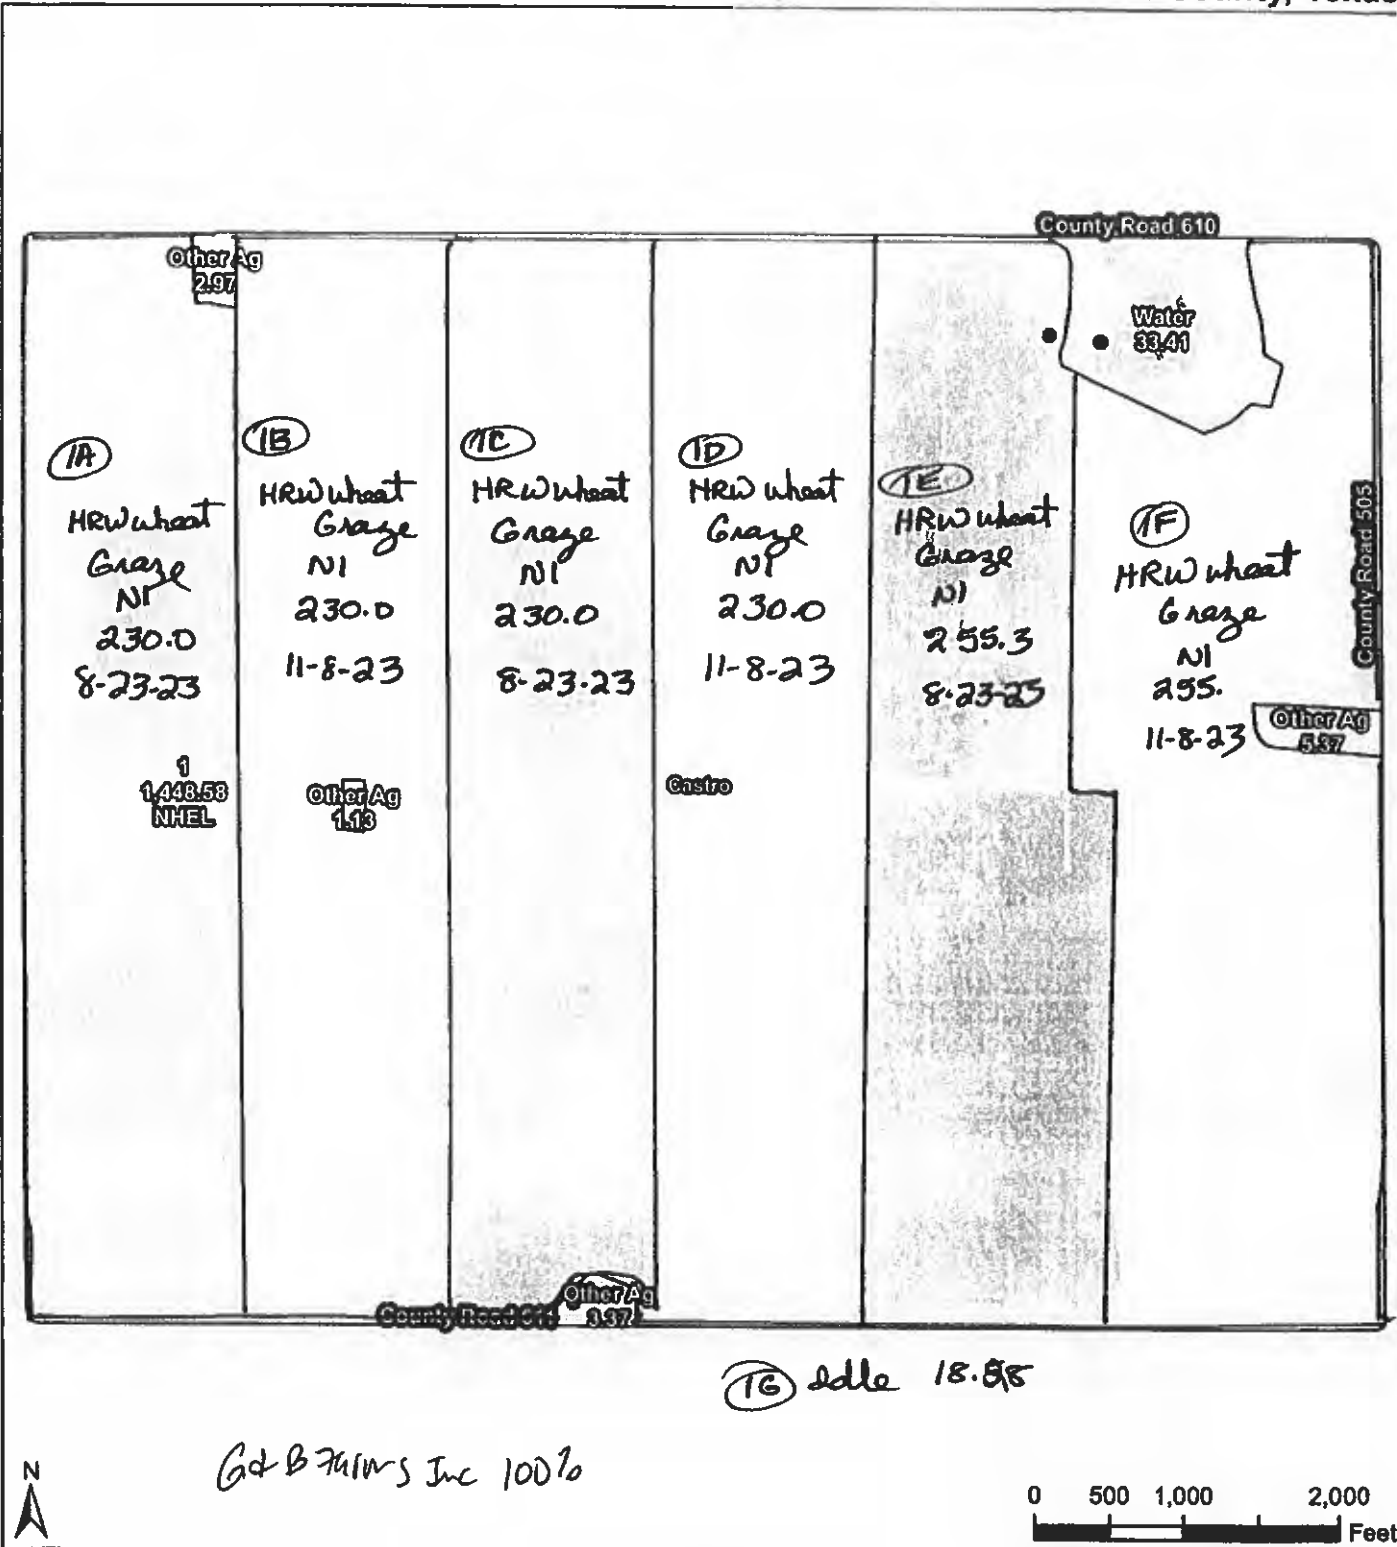 County Road 610
Other Ag
2.97
Water
33.41
1A
HRW wheat
Graze
NI
230.0
8-23-23
1B
HRW wheat
Graze
NI
230.0
11-8-23
1C
HRW wheat
Graze
NI
230.0
8-23-23
1D
HRW wheat
Graze
NI
230.0
11-8-23
1E
HRW wheat
Graze
NI
255.3
8-23-23
1F
HRW wheat
Graze
NI
255.
11-8-23
County Road 505
Other Ag
5.37
1
1,448.58
NHEL
Other Ag
1.13
Castro
Other Ag
3.37
County Road 611
1G Idle 18.28
G&B Farms Inc 100%
N
0 500 1,000 2,000
Feet